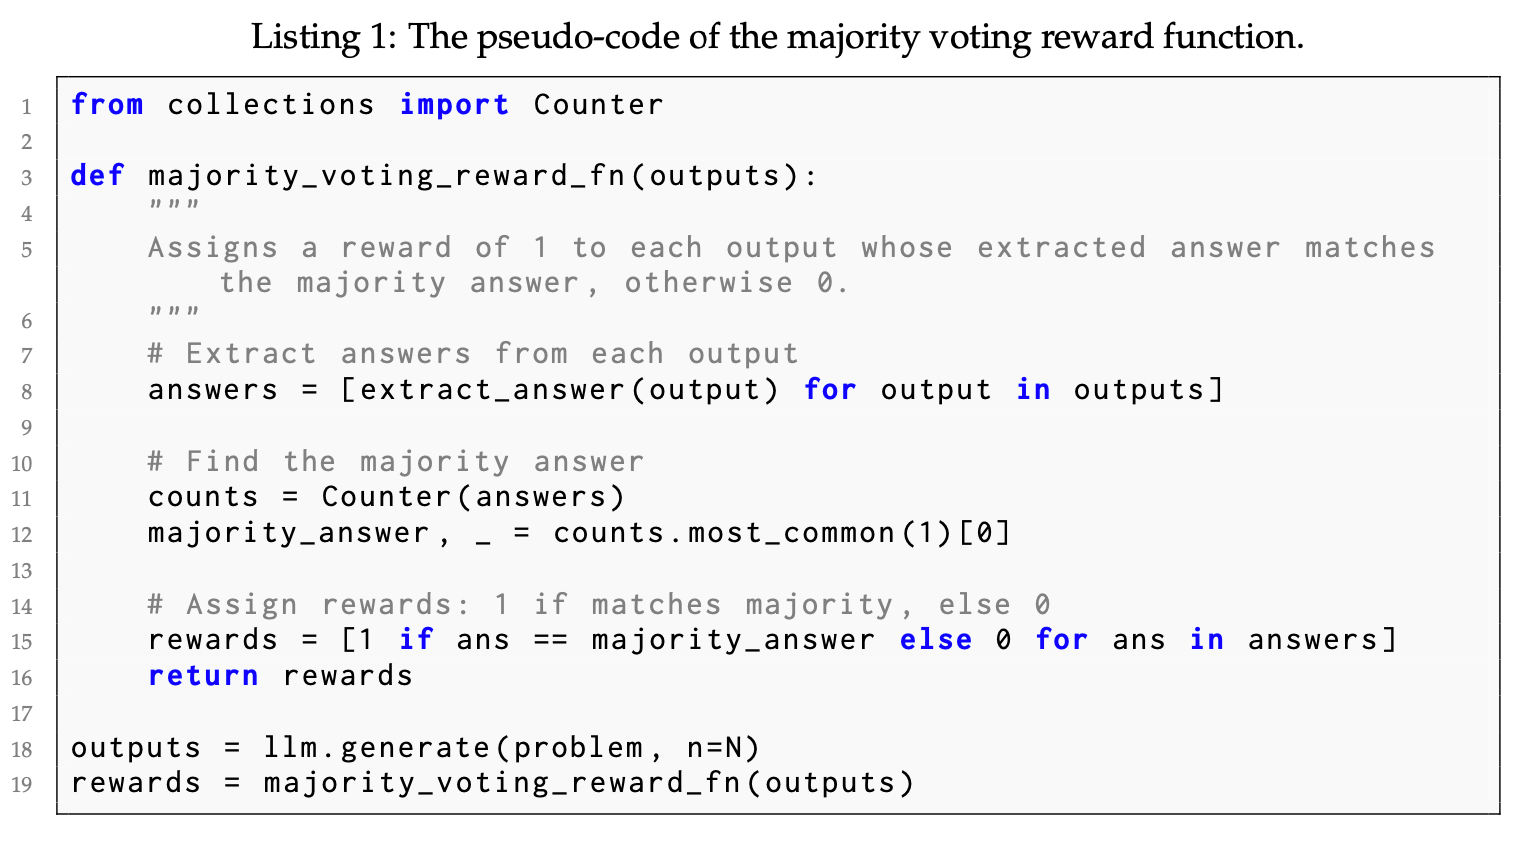 Listing 1: The pseudo-code of the majority voting reward function.
1 from collections import Counter
2
3 def majority_voting_reward_fn(outputs):
4     """
5     Assigns a reward of 1 to each output whose extracted answer matches
        the majority answer, otherwise 0.
6     """
7     # Extract answers from each output
8     answers = [extract_answer(output) for output in outputs]
9
10     # Find the majority answer
11     counts = Counter(answers)
12     majority_answer, _ = counts.most_common(1)[0]
13
14     # Assign rewards: 1 if matches majority, else 0
15     rewards = [1 if ans == majority_answer else 0 for ans in answers]
16     return rewards
17
18 outputs = llm.generate(problem, n=N)
19 rewards = majority_voting_reward_fn(outputs)